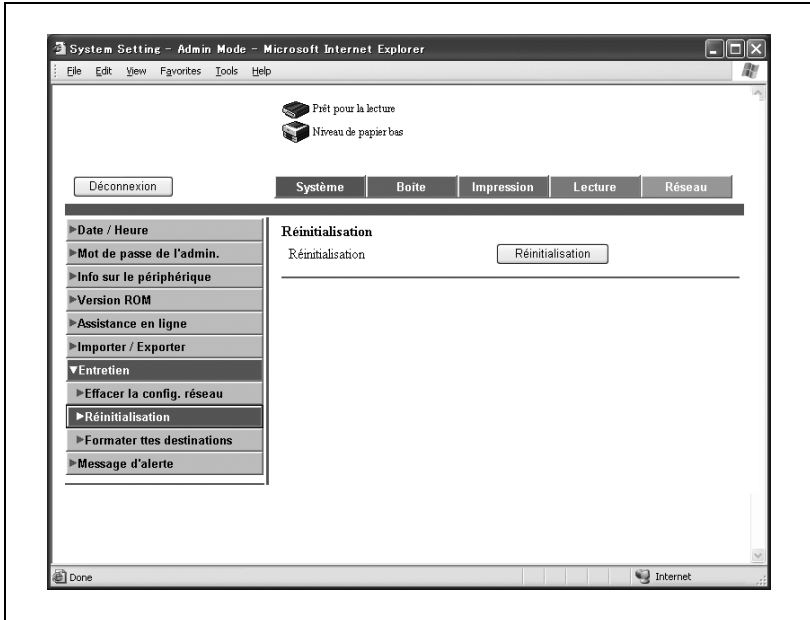 System Setting - Admin Mode - Microsoft Internet Explorer
File Edit View Favorites Tools Help
Prêt pour la lecture
Niveau de papier bas
Déconnexion
Système Boîte Impression Lecture Réseau
Date / Heure
Mot de passe de l'admin.
Info sur le périphérique
Version ROM
Assistance en ligne
Importer / Exporter
Entretien
Effacer la config. réseau
Réinitialisation
Formater ttes destinations
Message d'alerte
Réinitialisation
Réinitialisation Réinitialisation
Done Internet